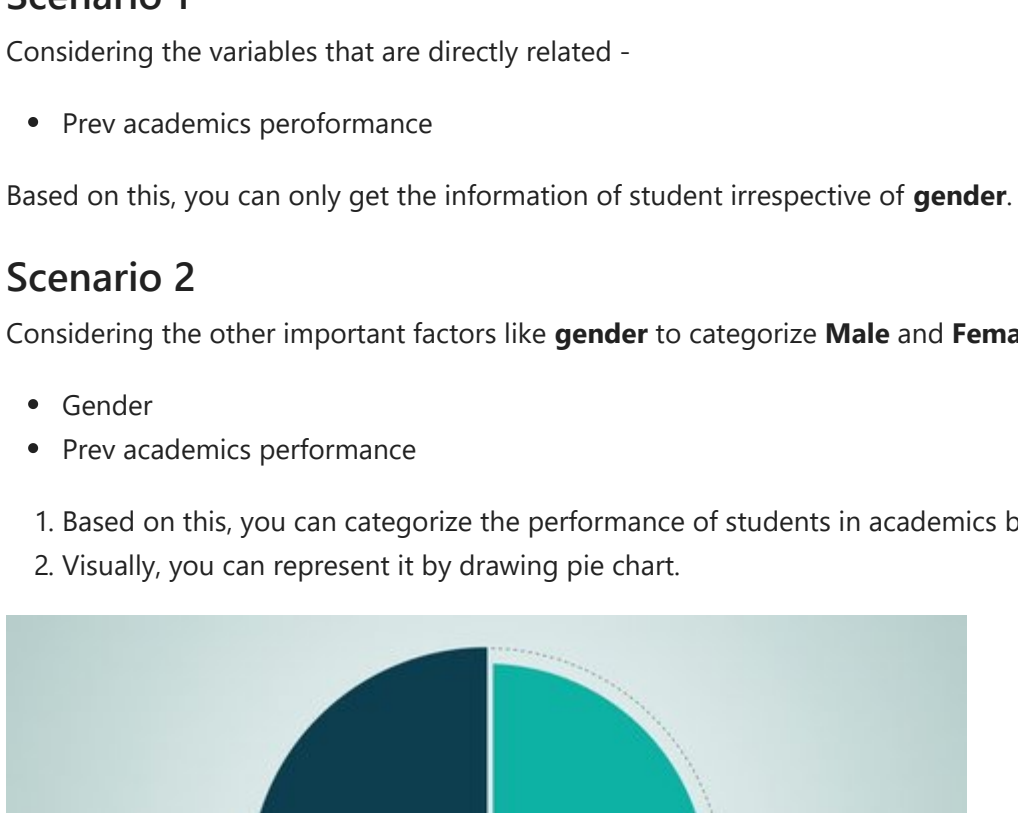 Scenario 1
Considering the variables that are directly related -
• Prev academics peroformance
Based on this, you can only get the information of student irrespective of gender.
Scenario 2
Considering the other important factors like gender to categorize Male and
• Gender
• Prev academics performance
1. Based on this, you can categorize the performance of students in academics
2. Visually, you can represent it by drawing pie chart.